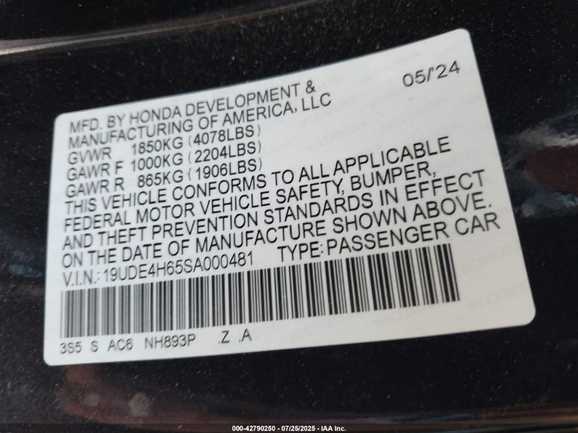 05/'24
MFD. BY HONDA DEVELOPMENT &
MANUFACTURING OF AMERICA, LLC
GVWR 1850KG (4078LBS)
GAWR F 1000KG (2204LBS)
GAWR R 865KG (1906LBS)
THIS VEHICLE CONFORMS TO ALL APPLICABLE
FEDERAL MOTOR VEHICLE SAFETY, BUMPER,
AND THEFT PREVENTION STANDARDS IN EFFECT
ON THE DATE OF MANUFACTURE SHOWN ABOVE.
V.I.N.: 19UDE4H65SA000481 TYPE: PASSENGER CAR
3S5 S AC6 NH893P .Z .A
000-42790250 - 07/25/2025 - IAA Inc.